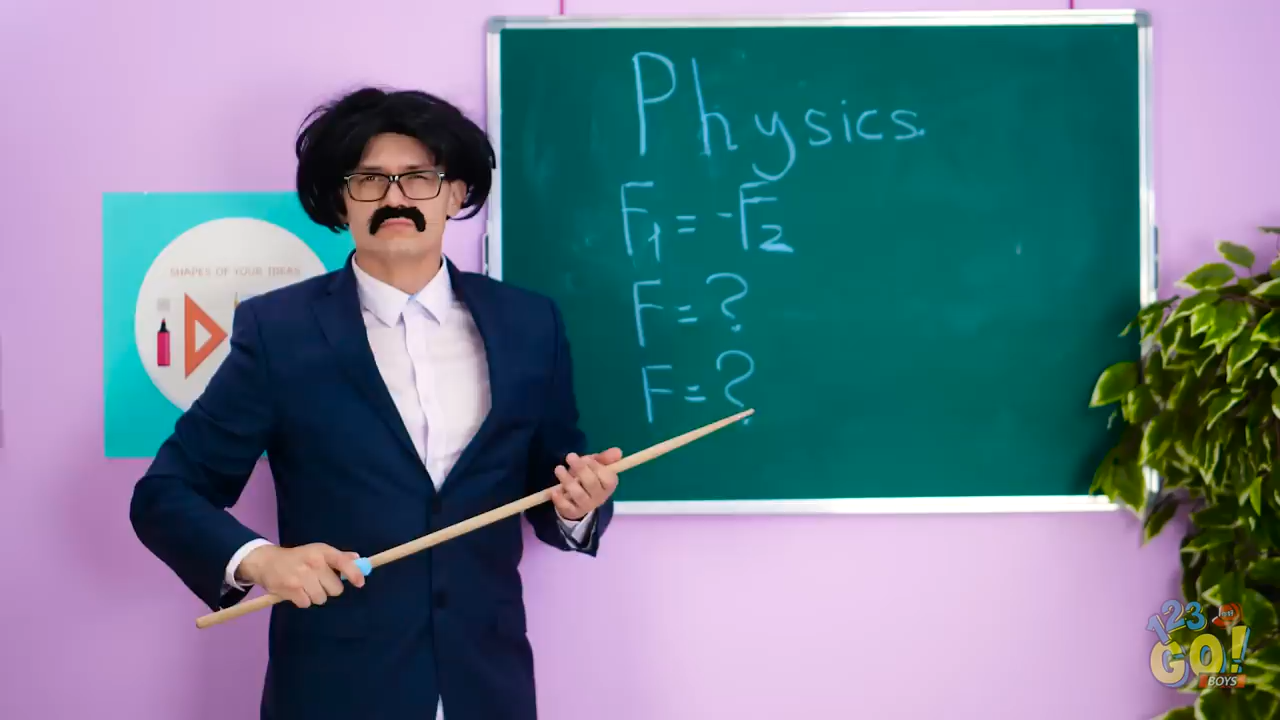 Physics
F1 = -F2
F = ?
F = ?
SHAPES OF YOUR IDEAS
123
GO!
BOYS